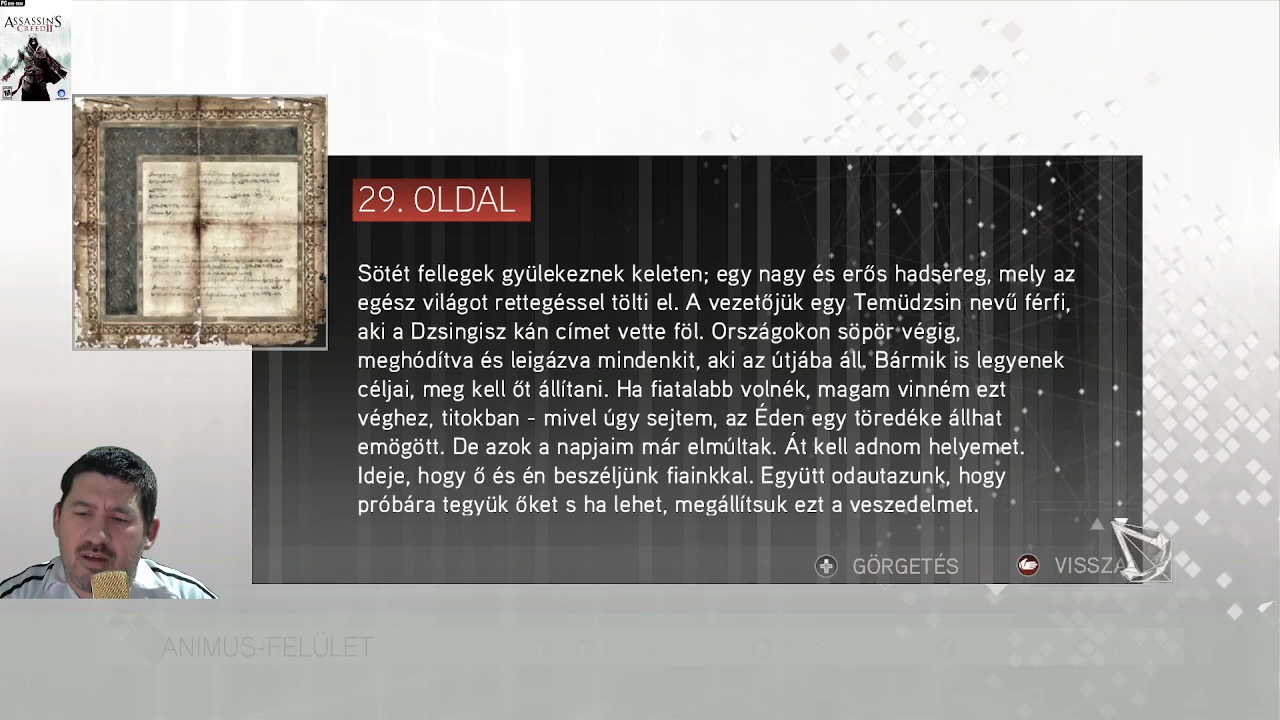 ASSASSIN'S
CREED II
29. OLDAL
Sötét fellegek gyülekeznek keleten; egy nagy és erős hadsereg, mely az
egész világot rettegéssel tölti el. A vezetőjük egy Temüdzsin nevű férfi,
aki a Dzsingisz kán címet vette föl. Országokon söpör végig,
meghódítva és leigázva mindenkit, aki az útjába áll. Bármik is legyenek
céljai, meg kell őt állítani. Ha fiatalabb volnék, magam vinném ezt
véghez, titokban - mivel úgy sejtem, az Éden egy töredéke állhat
emögött. De azok a napjaim már elmúltak. Át kell adnom helyemet.
Ideje, hogy ő és én beszéljünk fiainkkal. Együtt odautazunk, hogy
próbára tegyük őket s ha lehet, megállítsuk ezt a veszedelmet.
GÖRGETÉS
VISSZA
ANIMUS-FELÜLET